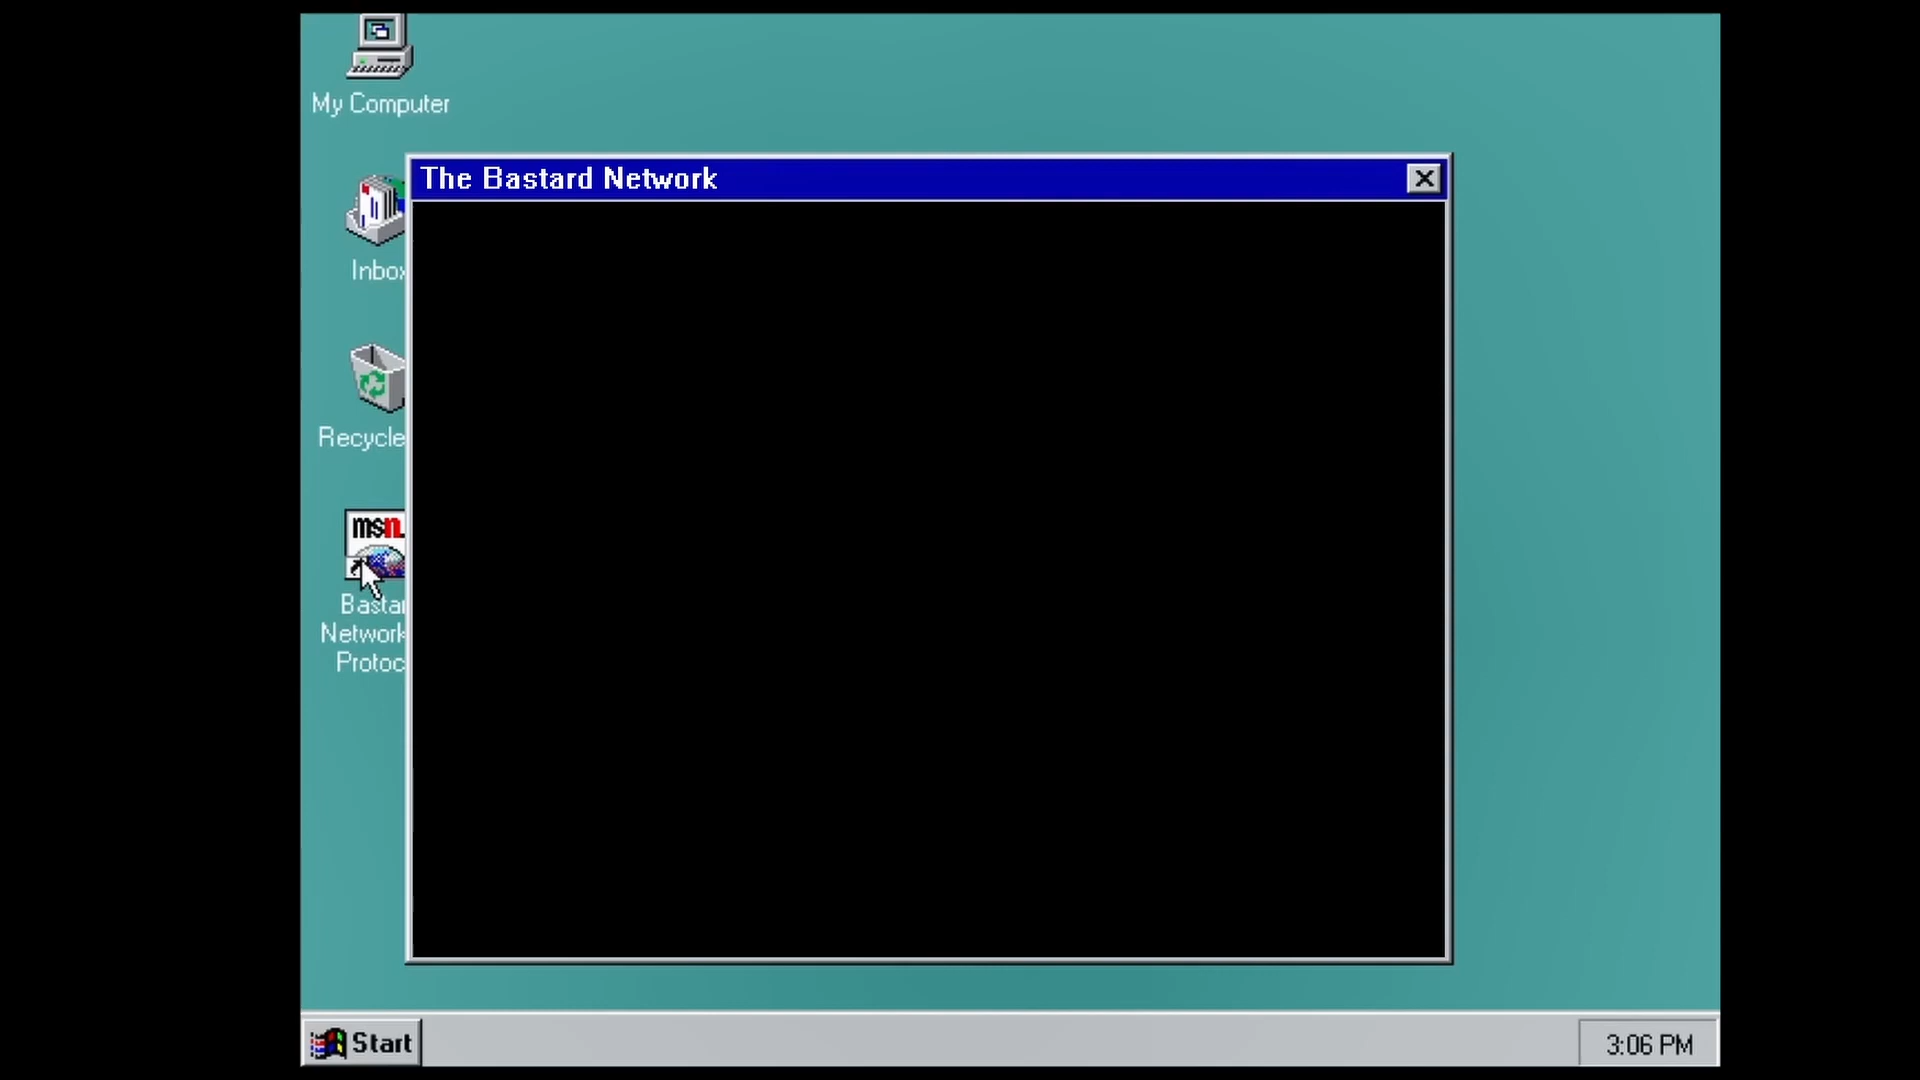 My Computer
The Bastard Network
Inbox
Recycle
msn.
Bastar
Network
Protoc
Start
3:06 PM